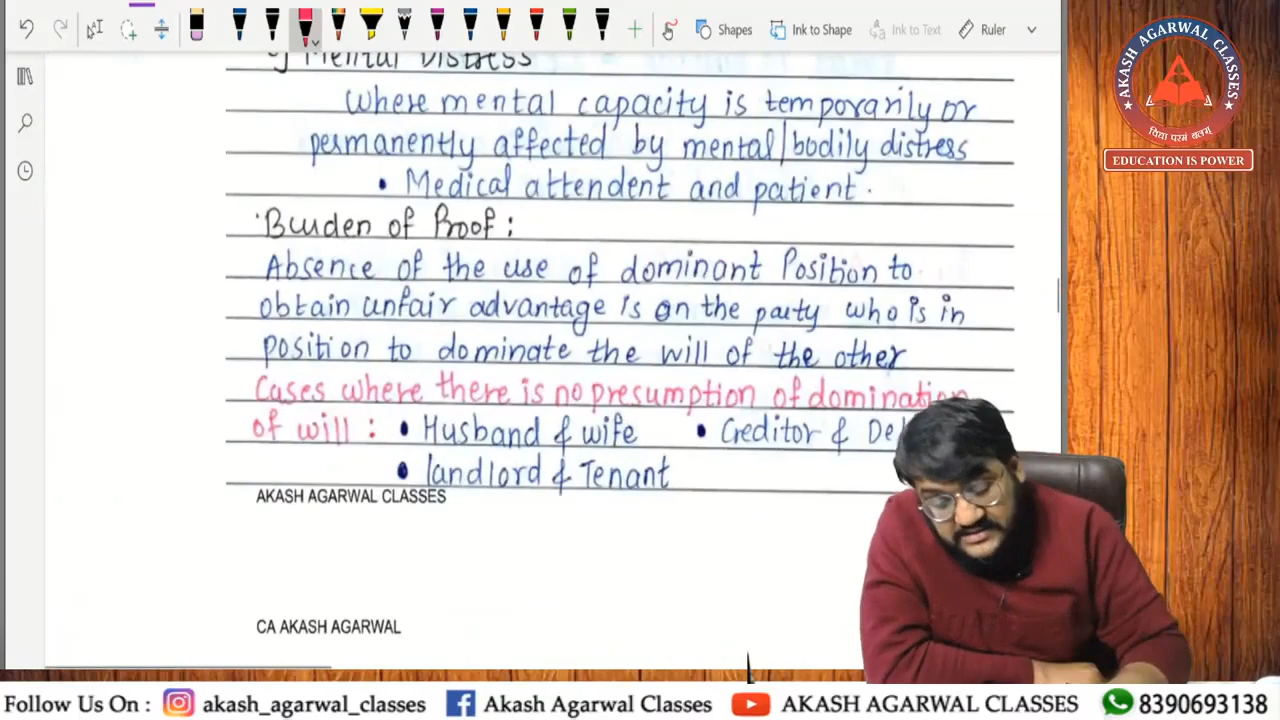 Shapes
Ink to Shape
Ink to Text
Ruler
Mental Distress
Where mental capacity is temporarily or
permanently affected by mental/bodily distress
• Medical attendent and patient.
Burden of Proof :
Absence of the use of dominant Position to
obtain unfair advantage is on the party who is in
position to dominate the will of the other
Cases where there is no presumption of domination
of will : • Husband & wife • Creditor &
• landlord & Tenant
AKASH AGARWAL CLASSES
CA AKASH AGARWAL
★ AKASH AGARWAL CLASSES ★
विद्या परमं बलम्
EDUCATION IS POWER
Follow Us On : akash_agarwal_classes Akash Agarwal Classes AKASH AGARWAL CLASSES 8390693138